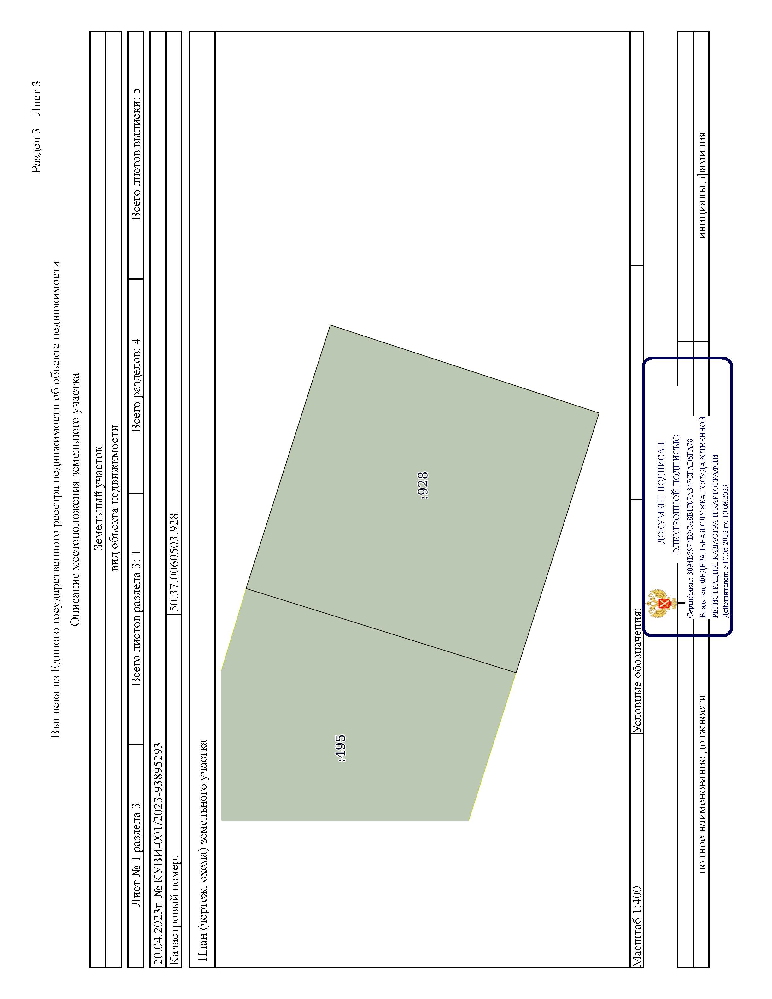 Раздел 3 Лист 3
Выписка из Единого государственного реестра недвижимости об объекте недвижимости
Описание местоположения земельного участка
Земельный участок
вид объекта недвижимости
Лист № 1 раздела 3 Всего листов раздела 3: 1 Всего разделов: 4 Всего листов выписки: 5
20.04.2023г. № КУВИ-001/2023-93895293
Кадастровый номер: 50:37:0060503:928
План (чертеж, схема) земельного участка
:495
:928
Масштаб 1:400 Условные обозначения:
ДОКУМЕНТ ПОДПИСАН
ЭЛЕКТРОННОЙ ПОДПИСЬЮ
Сертификат: 3094B7974B3CA8E1F07A347CFAD6FA78
Владелец: ФЕДЕРАЛЬНАЯ СЛУЖБА ГОСУДАРСТВЕННОЙ
РЕГИСТРАЦИИ, КАДАСТРА И КАРТОГРАФИИ
Действителен: с 17.05.2022 по 10.08.2023
полное наименование должности инициалы, фамилия